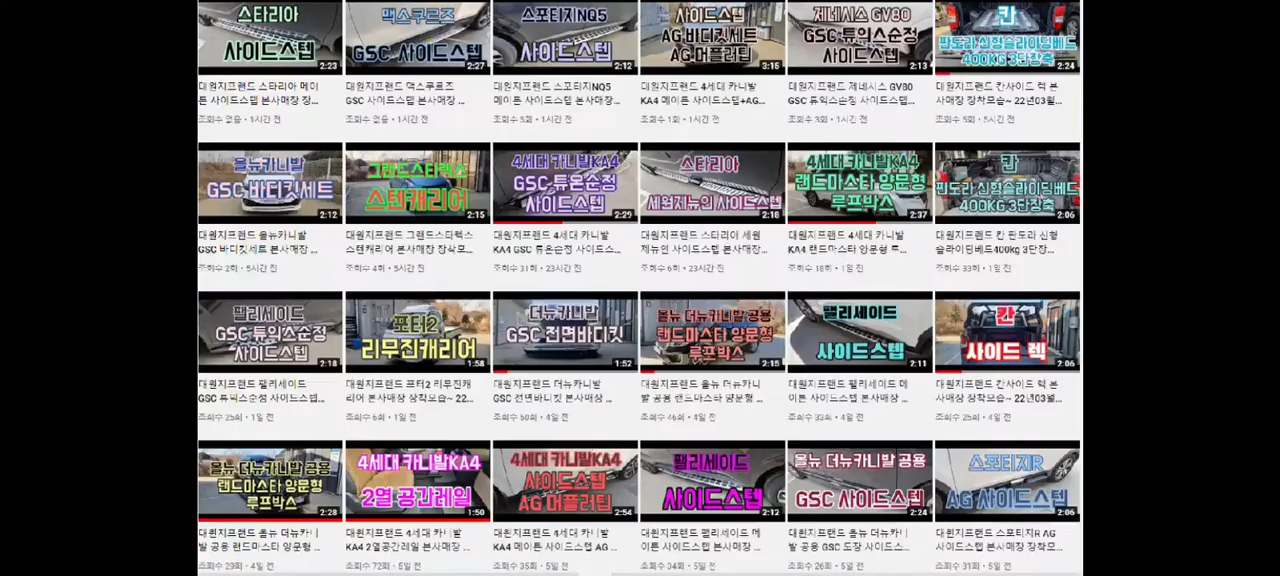 스타리아
사이드스텝
2:23
대원지프랜드 스타리아 메이
튼 사이드스텝 본사매장 장...
조회수 없음 • 1시간 전
맥스쿠르즈
GSC 사이드스텝
2:27
대원지프랜드 맥스쿠르즈
GSC 사이드스텝 본사매장 ...
조회수 없음 • 1시간 전
스포티지NQ5
사이드스텝
2:12
대원지프랜드 스포티지NQ5
메이튼 사이드스텝 본사매장...
조회수 5회 • 1시간 전
사이드스텝
AG 바디킷세트
AG 머플러팁
3:15
대원지프랜드 4세대 카니발
KA4 메이튼 사이드스텝+AG...
조회수 1회 • 1시간 전
제네시스 GV80
GSC 튜익스순정
사이드스텝
2:13
대원지프랜드 제네시스 GV80
GSC 튜익스순정 사이드스텝...
조회수 3회 • 1시간 전
칸
판도라 신형슬라이딩베드
400KG 3단장축
2:24
대원지프랜드 칸사이드 랙 본
사매장 장착모습~ 22년03월...
조회수 5회 • 5시간 전
올뉴카니발
GSC 바디킷세트
2:12
대원지프랜드 올뉴카니발
GSC 바디킷세트 본사매장 ...
조회수 2회 • 5시간 전
그랜드스타렉스
스텐캐리어
2:15
대원지프랜드 그랜드스타렉스
스텐캐리어 본사매장 장착모...
조회수 4회 • 5시간 전
4세대 카니발KA4
GSC 튜온순정
사이드스텝
2:29
대원지프랜드 4세대 카니발
KA4 GSC 튜온순정 사이드스...
조회수 31회 • 23시간 전
스타리아
세원제뉴인 사이드스텝
2:18
대원지프랜드 스타리아 세원
제뉴인 사이드스텝 본사매장...
조회수 6회 • 23시간 전
4세대 카니발KA4
랜드마스타 양문형
루프박스
2:37
대원지프랜드 4세대 카니발
KA4 랜드마스타 양문형 루...
조회수 18회 • 1일 전
칸
판도라 신형슬라이딩베드
400KG 3단장축
2:06
대원지프랜드 칸 판도라 신형
슬라이딩베드400kg 3단장...
조회수 33회 • 1일 전
팰리세이드
GSC 튜익스순정
사이드스텝
2:18
대원지프랜드 팰리세이드
GSC 튜익스순정 사이드스텝...
조회수 25회 • 1일 전
포터2
리무진캐리어
1:58
대원지프랜드 포터2 리무진캐
리어 본사매장 장착모습~ 22...
조회수 6회 • 1일 전
더뉴카니발
GSC 전면바디킷
1:52
대원지프랜드 더뉴카니발
GSC 전면바디킷 본사매장 ...
조회수 50회 • 4일 전
올뉴 더뉴카니발 공용
랜드마스타 양문형
루프박스
2:15
대원지프랜드 올뉴 더뉴카니
발 공용 랜드마스타 양문형 ...
조회수 46회 • 4일 전
팰리세이드
사이드스텝
2:11
대원지프랜드 팰리세이드 메
이튼 사이드스텝 본사매장 ...
조회수 33회 • 4일 전
칸
사이드 렉
2:06
대원지프랜드 칸사이드 랙 본
사매장 장착모습~ 22년03월...
조회수 25회 • 4일 전
올뉴 더뉴카니발 공용
랜드마스타 양문형
루프박스
2:28
대원지프랜드 올뉴 더뉴카니
발 공용 랜드마스타 양문형 ...
조회수 29회 • 4일 전
4세대 카니발KA4
2열 공간레일
1:50
대원지프랜드 4세대 카니발
KA4 2열공간레일 본사매장 ...
조회수 72회 • 5일 전
4세대 카니발KA4
사이드스텝
AG 머플러팁
2:54
대원지프랜드 4세대 카니발
KA4 메이튼 사이드스텝 AG ...
조회수 35회 • 5일 전
팰리세이드
사이드스텝
2:12
대원지프랜드 팰리세이드 메
이튼 사이드스텝 본사매장 ...
조회수 34회 • 5일 전
올뉴 더뉴카니발 공용
GSC 사이드스텝
2:24
대원지프랜드 올뉴 더뉴카니
발 공용 GSC 도장 사이드스...
조회수 26회 • 5일 전
스포티지R
AG 사이드스텝
2:06
대원지프랜드 스포티지R AG
사이드스텝 본사매장 장착모...
조회수 31회 • 5일 전